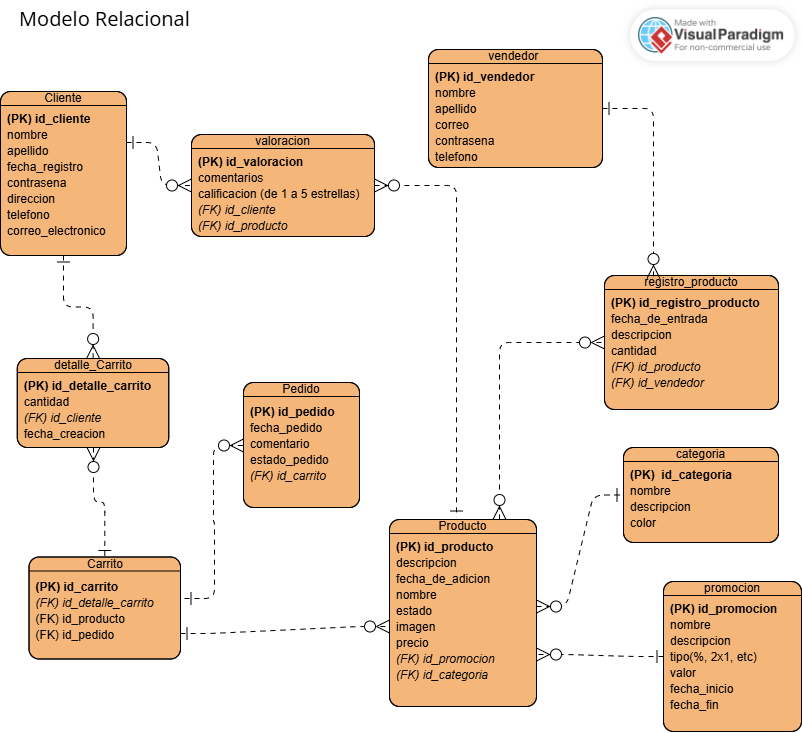 Modelo Relacional
Made with
VisualParadigm
For non-commercial use
vendedor
(PK) id_vendedor
nombre
apellido
correo
contrasena
telefono
Cliente
(PK) id_cliente
nombre
apellido
fecha_registro
contrasena
direccion
telefono
correo_electronico
valoracion
(PK) id_valoracion
comentarios
calificacion (de 1 a 5 estrellas)
(FK) id_cliente
(FK) id_producto
registro_producto
(PK) id_registro_producto
fecha_de_entrada
descripcion
cantidad
(FK) id_producto
(FK) id_vendedor
detalle_Carrito
(PK) id_detalle_carrito
cantidad
(FK) id_cliente
fecha_creacion
Pedido
(PK) id_pedido
fecha_pedido
comentario
estado_pedido
(FK) id_carrito
categoria
(PK) id_categoria
nombre
descripcion
color
Producto
(PK) id_producto
descripcion
fecha_de_adicion
nombre
estado
imagen
precio
(FK) id_promocion
(FK) id_categoria
Carrito
(PK) id_carrito
(FK) id_detalle_carrito
(FK) id_producto
(FK) id_pedido
promocion
(PK) id_promocion
nombre
descripcion
tipo(%, 2x1, etc)
valor
fecha_inicio
fecha_fin